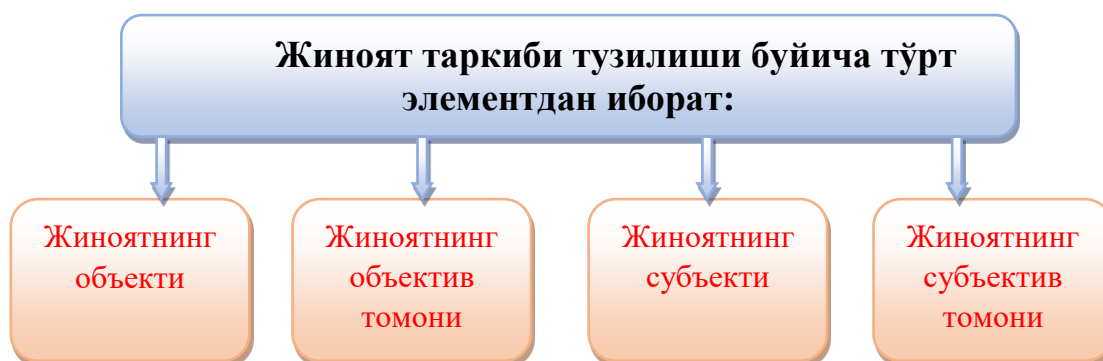 Жиноят таркиби тузилиши буйича тўрт
элементдан иборат:
Жиноятнинг
объекти
Жиноятнинг
объектив
томони
Жиноятнинг
субъекти
Жиноятнинг
субъектив
томони